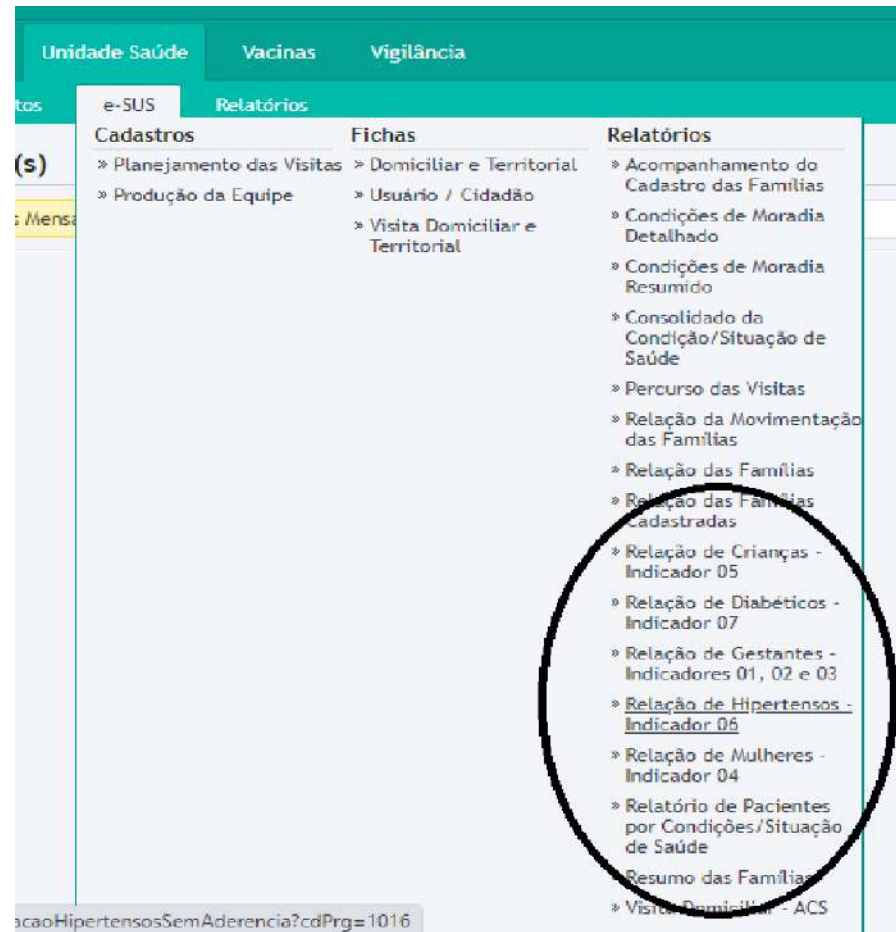 Unidade Saúde Vacinas Vigilância
tos e-SUS Relatórios
(s)
s Mensa
Cadastros
» Planejamento das Visitas
» Produção da Equipe
Fichas
» Domiciliar e Territorial
» Usuário / Cidadão
» Visita Domiciliar e
Territorial
Relatórios
» Acompanhamento do
Cadastro das Famílias
» Condições de Moradia
Detalhado
» Condições de Moradia
Resumido
» Consolidado da
Condição/Situação de
Saúde
» Percurso das Visitas
» Relação da Movimentação
das Famílias
» Relação das Famílias
» Relação das Famílias
Cadastradas
» Relação de Crianças -
Indicador 05
» Relação de Diabéticos -
Indicador 07
» Relação de Gestantes -
Indicadores 01, 02 e 03
» Relação de Hipertensos -
Indicador 06
» Relação de Mulheres -
Indicador 04
» Relatório de Pacientes
por Condições/Situação
de Saúde
» Resumo das Famílias
» Visita Domiciliar - ACS
acaoHipertensosSemAderencia?cdPrg=1016